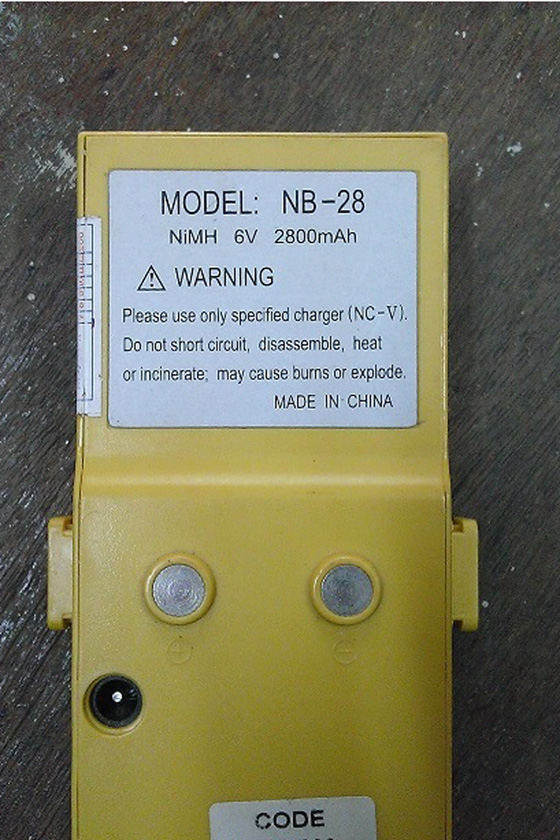 MODEL: NB-28
NiMH 6V 2800mAh
WARNING
Please use only specified charger (NC-V).
Do not short circuit, disassemble, heat
or incinerate; may cause burns or explode.
MADE IN CHINA
CODE